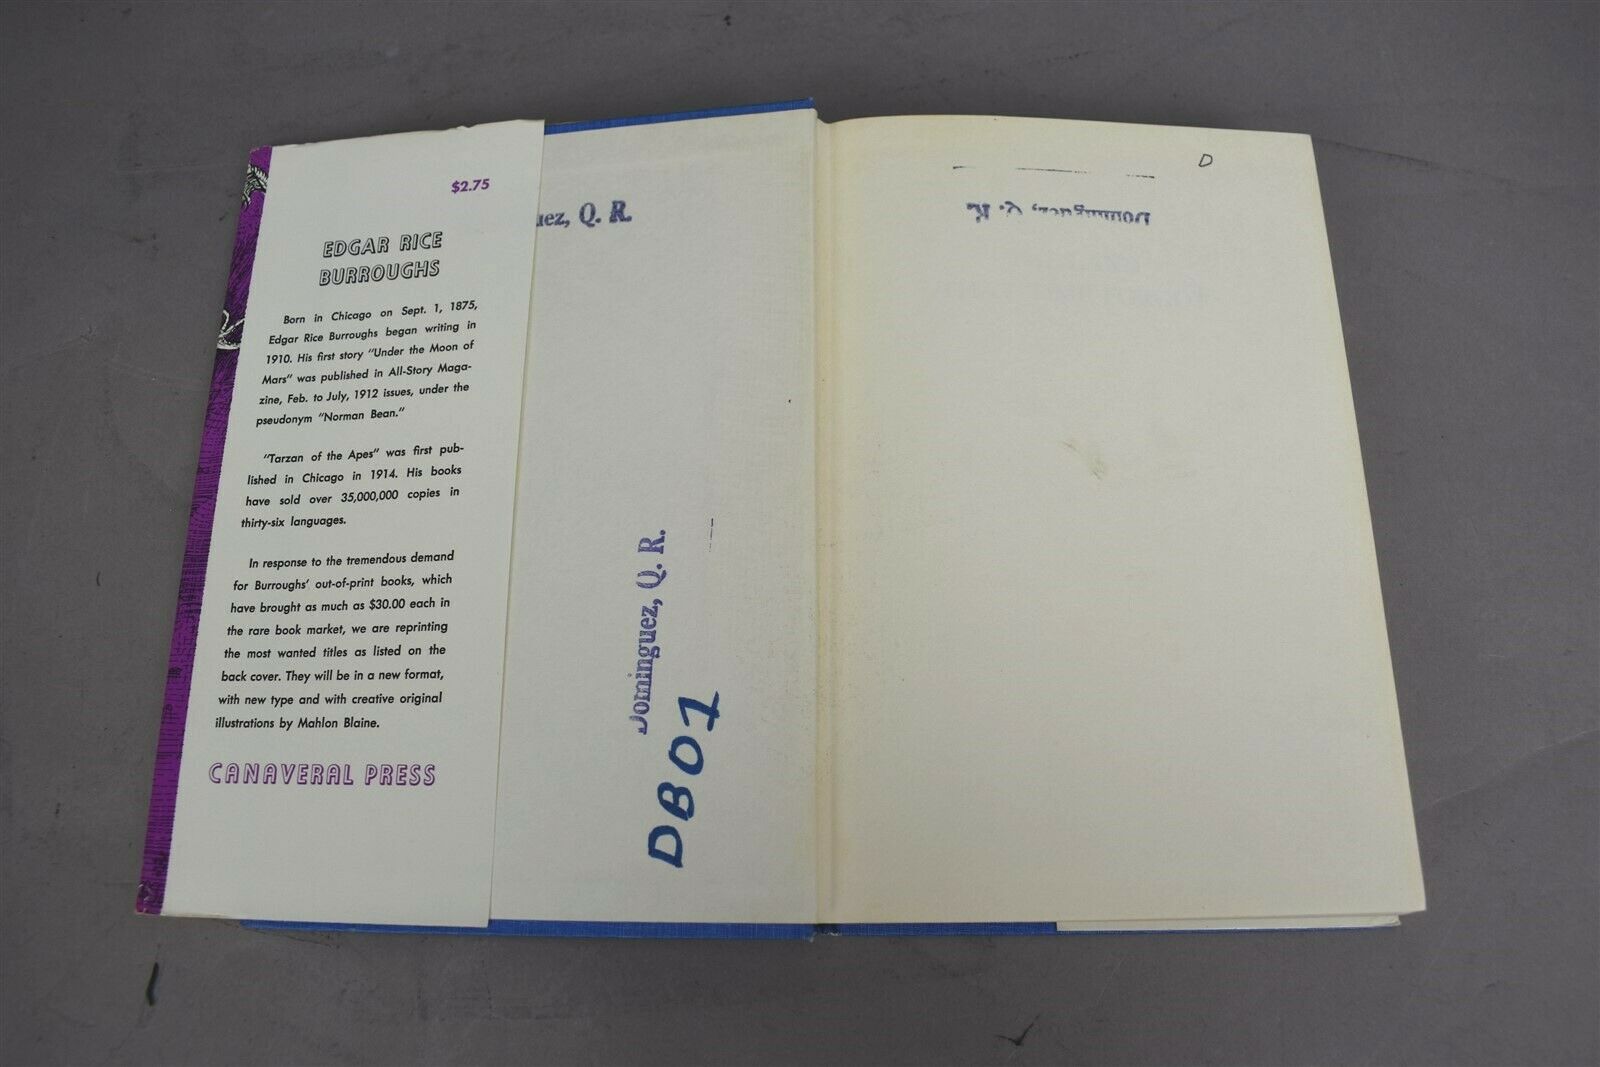 $2.75
EDGAR RICE
BURROUGHS
Born in Chicago on Sept. 1, 1875,
Edgar Rice Burroughs began writing in
1910. His first story "Under the Moon of
Mars" was published in All-Story Maga-
zine, Feb. to July, 1912 issues, under the
pseudonym "Norman Bean."
"Tarzan of the Apes" was first pub-
lished in Chicago in 1914. His books
have sold over 35,000,000 copies in
thirty-six languages.
In response to the tremendous demand
for Burroughs' out-of-print books, which
have brought as much as $30.00 each in
the rare book market, we are reprinting
the most wanted titles as listed on the
back cover. They will be in a new format,
with new type and with creative original
illustrations by Mahlon Blaine.
CANAVERAL PRESS
uez, Q. R.
Dominguez, Q. R.
DB01
D
Dominguez, Q. R.